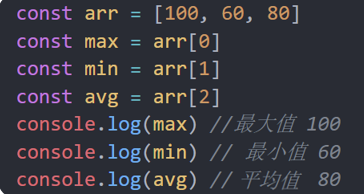 const arr = [100, 60, 80]
const max = arr[0]
const min = arr[1]
const avg = arr[2]
console.log(max) //最大值 100
console.log(min) // 最小值 60
console.log(avg) // 平均值  80